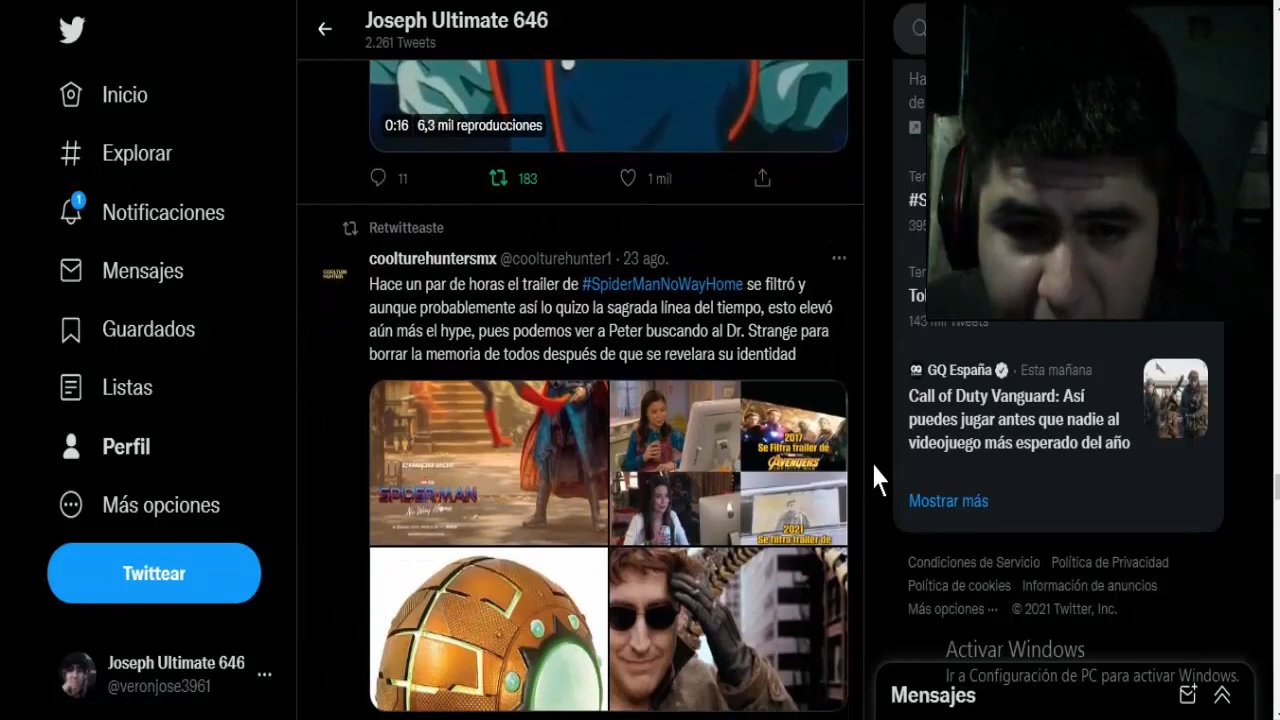 Joseph Ultimate 646
2.261 Tweets
Inicio
Explorar
1
Notificaciones
Mensajes
Guardados
Listas
Perfil
Más opciones
Twittear
Joseph Ultimate 646
@veronjose3961
0:16 6,3 mil reproducciones
11 183 1 mil
Retwitteaste
coolturehuntersmx @coolturehunter1 · 23 ago.
Hace un par de horas el trailer de #SpiderManNoWayHome se filtró y
aunque probablemente así lo quizo la sagrada línea del tiempo, esto elevó
aún más el hype, pues podemos ver a Peter buscando al Dr. Strange para
borrar la memoria de todos después de que se revelara su identidad
SPIDER-MAN
No Way Home
2017
Se Filtra trailer de
AVENGERS
2021
Se filtra trailer de
Ha
de
#S
395
To
GQ España · Esta mañana
Call of Duty Vanguard: Así
puedes jugar antes que nadie al
videojuego más esperado del año
Mostrar más
Condiciones de Servicio Política de Privacidad
Política de cookies Información de anuncios
Más opciones ··· © 2021 Twitter, Inc.
Activar Windows
Ir a Configuración de PC para activar Windows.
Mensajes